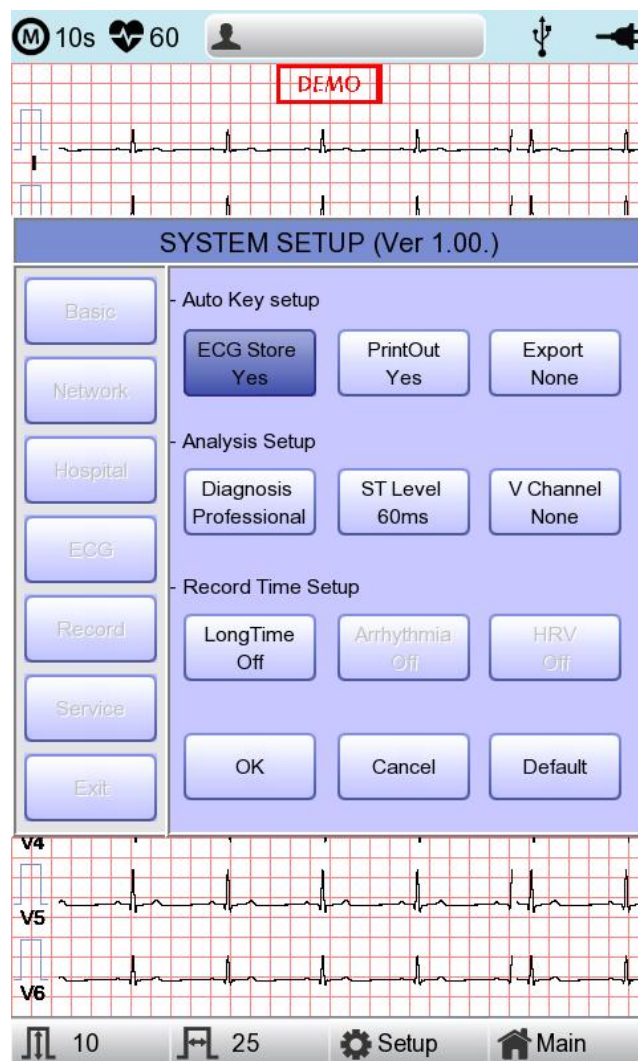 M 10s 60
DEMO
I
SYSTEM SETUP (Ver 1.00.)
Basic
Network
Hospital
ECG
Record
Service
Exit
- Auto Key setup
ECG Store
Yes
PrintOut
Yes
Export
None
- Analysis Setup
Diagnosis
Professional
ST Level
60ms
V Channel
None
- Record Time Setup
LongTime
Off
Arrhythmia
Off
HRV
Off
OK
Cancel
Default
V4
V5
V6
10
25
Setup
Main